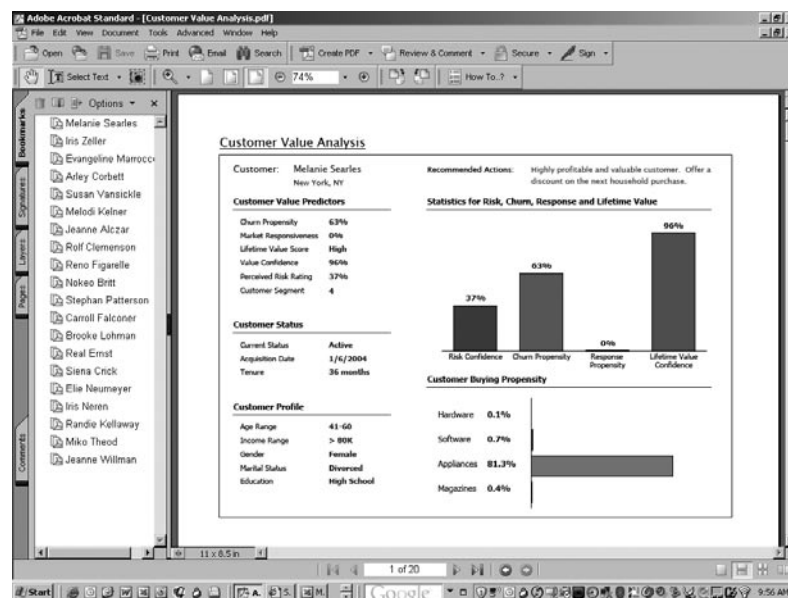 Adobe Acrobat Standard - [Customer Value Analysis.pdf]
File Edit View Document Tools Advanced Window Help
Open Save Print Email Search Create PDF Review & Comment Secure Sign
Select Text 74% How To..?
Options
Bookmarks
Signatures
Layers
Pages
Comments
Melanie Searles
Iris Zeller
Evangeline Marrocc
Arley Corbett
Susan Vansickle
Melodi Kelner
Jeanne Alczar
Rolf Clemenson
Reno Figarelle
Nokeo Britt
Stephan Patterson
Carroll Falconer
Brooke Lohman
Real Ernst
Siena Crick
Elie Neumeyer
Iris Neren
Randie Kellaway
Miko Theod
Jeanne Willman
Customer Value Analysis
Customer: Melanie Searles
New York, NY
Recommended Actions: Highly profitable and valuable customer. Offer a
discount on the next household purchase.
Customer Value Predictors
Churn Propensity 63%
Market Responsiveness 0%
Lifetime Value Score High
Value Confidence 96%
Perceived Risk Rating 37%
Customer Segment 4
Customer Status
Current Status Active
Acquisition Date 1/6/2004
Tenure 36 months
Customer Profile
Age Range 41-60
Income Range > 80K
Gender Female
Marital Status Divorced
Education High School
Statistics for Risk, Churn, Response and Lifetime Value
96%
63%
37%
0%
Risk Confidence Churn Propensity Response Propensity Lifetime Value Confidence
Customer Buying Propensity
Hardware 0.1%
Software 0.7%
Appliances 81.3%
Magazines 0.4%
11 x 8.5 in
1 of 20
Start A. S. M. Google 9:56 AM